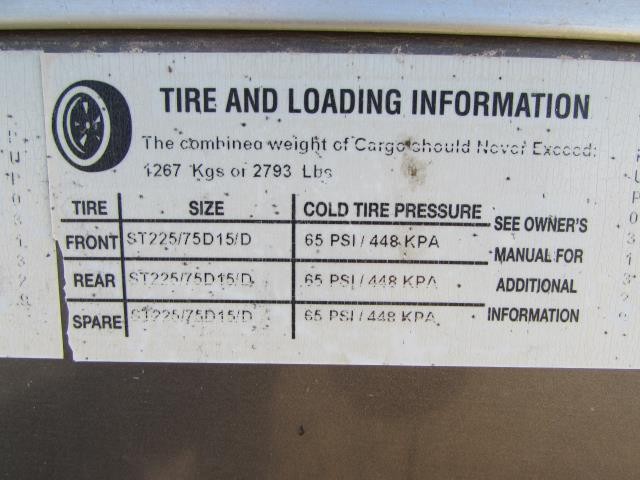 TIRE AND LOADING INFORMATION
The combined weight of Cargo should Never Exceed:
1267 Kgs or 2793 Lbs
TIRE SIZE COLD TIRE PRESSURE
FRONT ST225/75D15/D 65 PSI / 448 KPA
REAR ST225/75D15/D 65 PSI / 448 KPA
SPARE ST225/75D15/D 65 PSI / 448 KPA
SEE OWNER'S
MANUAL FOR
ADDITIONAL
INFORMATION